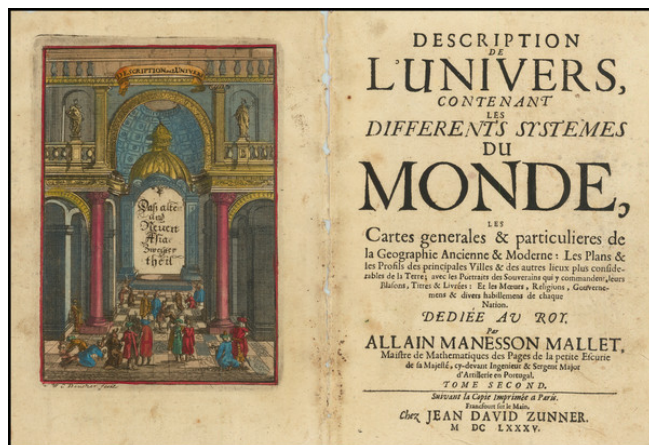 DESCRIPTION DE L'UNIVERS
Das alte
und
Neuen
Asia
Zweyter
theil
DESCRIPTION
DE
L'UNIVERS,
CONTENANT
LES
DIFFERENTS SYSTEMES
DU
MONDE,
LES
Cartes generales & particulieres de
la Geographie Ancienne & Moderne: Les Plans &
les Profils des principales Villes & des autres lieux plus conside-
rables de la Terre; avec les Portraits des Souverains qui y commandent, leurs
Blasons, Titres & Livrées: Et les Mœurs, Religions, Gouverne-
mens & divers habillemens de chaque
Nation.
DEDIÉE AU ROY.
Par
ALLAIN MANESSON MALLET,
Maistre de Mathematiques des Pages de la petite Escurie
de sa Majesté, cy-devant Ingenieur & Sergent Major
d'Artillerie en Portugal.
TOME SECOND.
Suivant la Copie Imprimée à Paris.
Francfourt sur le Main.
Chez JEAN DAVID ZUNNER.
M DC LXXXV.